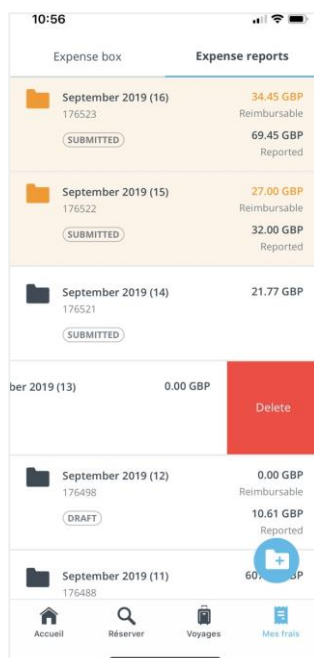 10:56
Expense box
Expense reports
September 2019 (16)
34.45 GBP
176523
Reimbursable
SUBMITTED
69.45 GBP
Reported
September 2019 (15)
27.00 GBP
176522
Reimbursable
SUBMITTED
32.00 GBP
Reported
September 2019 (14)
21.77 GBP
176521
SUBMITTED
ber 2019 (13)
0.00 GBP
Delete
September 2019 (12)
0.00 GBP
176498
Reimbursable
DRAFT
10.61 GBP
Reported
September 2019 (11)
176488
Accueil
Réserver
Voyages
Mes frais